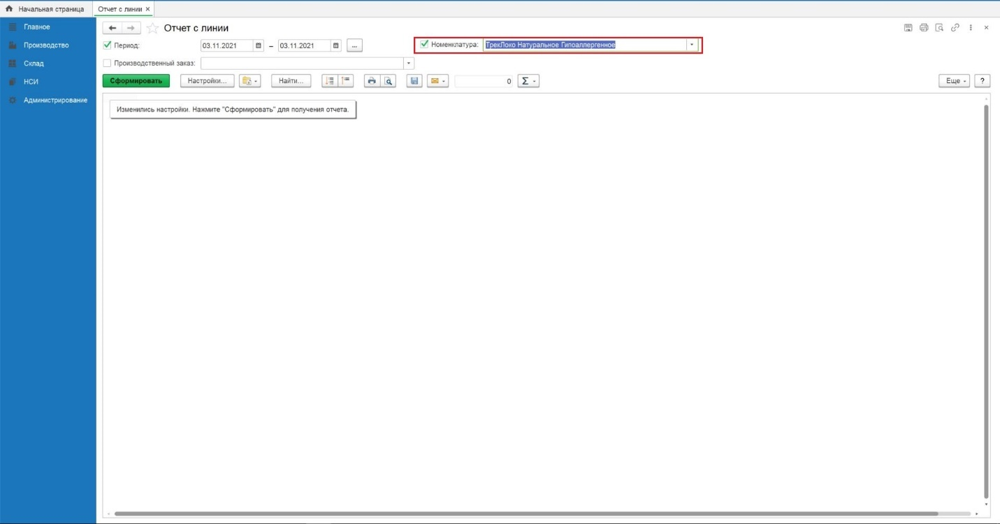 Начальная страница Отчет с линии ×
Главное
Производство
Склад
НСИ
Администрирование
Отчет с линии
Период: 03.11.2021 – 03.11.2021 ... Номенклатура: ТрекЛоко Натуральное Гипоаллергенное
Производственный заказ:
Сформировать Настройки... Найти... 0 Σ Еще ?
Изменились настройки. Нажмите "Сформировать" для получения отчета.